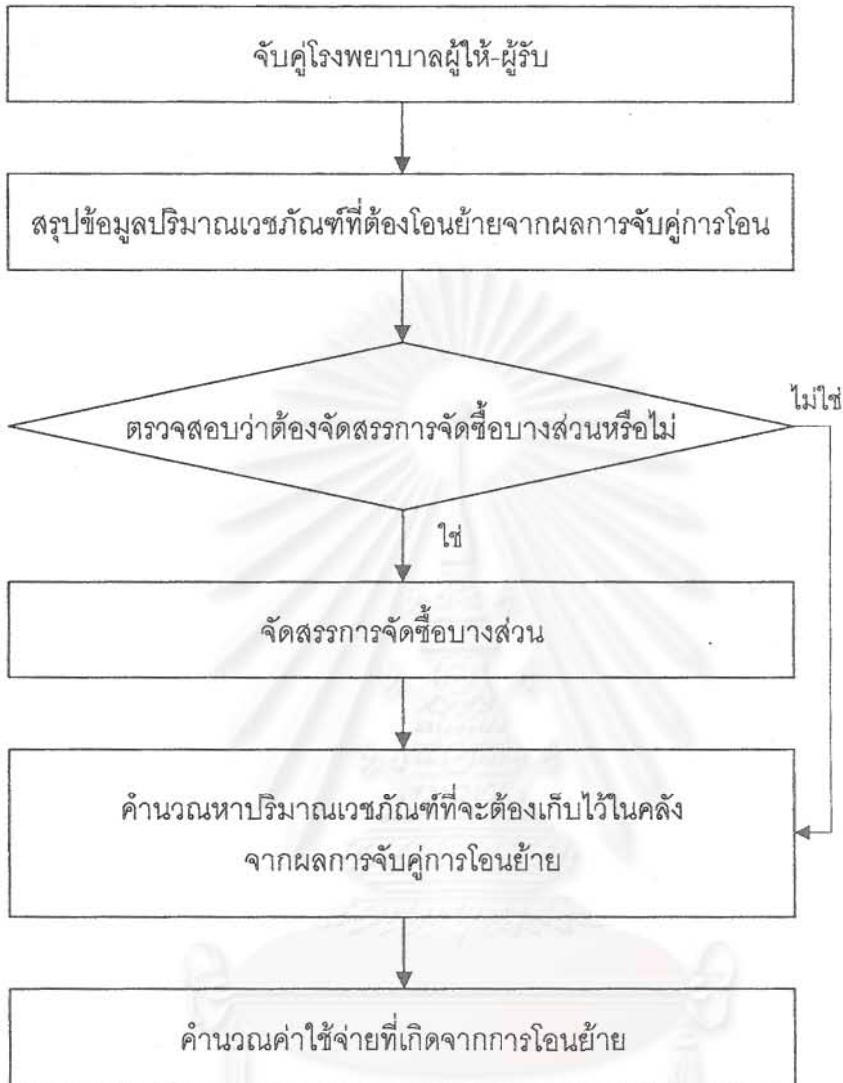 จับคู่โรงพยาบาลผู้ให้-ผู้รับ
สรุปข้อมูลปริมาณเวชภัณฑ์ที่ต้องโอนย้ายจากผลการจับคู่การโอน
ตรวจสอบว่าต้องจัดสรรการจัดซื้อบางส่วนหรือไม่
ไม่ใช่
ใช่
จัดสรรการจัดซื้อบางส่วน
คำนวณหาปริมาณเวชภัณฑ์ที่จะต้องเก็บไว้ในคลัง
จากผลการจับคู่การโอนย้าย
คำนวณค่าใช้จ่ายที่เกิดจากการโอนย้าย